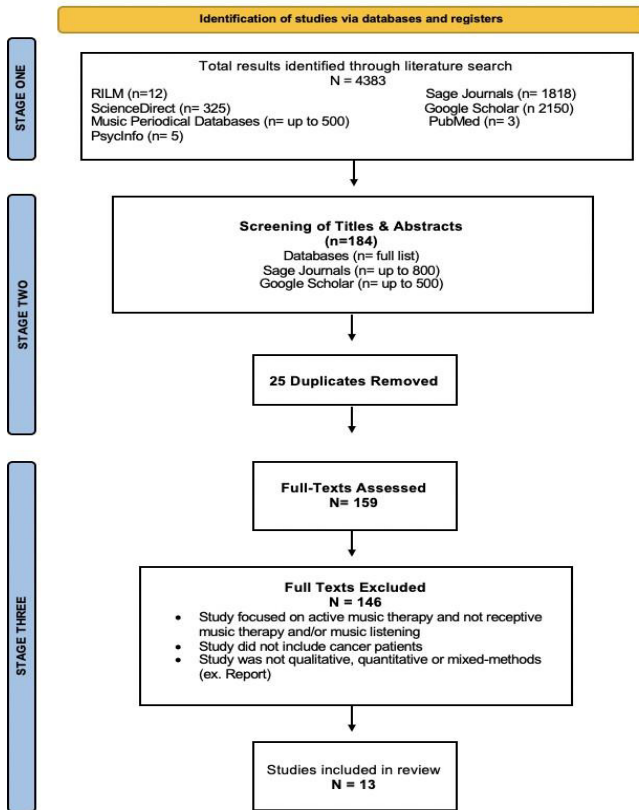 Identification of studies via databases and registers
STAGE ONE
Total results identified through literature search
N = 4383
RILM (n=12)
ScienceDirect (n= 325)
Music Periodical Databases (n= up to 500)
PsycInfo (n= 5)
Sage Journals (n= 1818)
Google Scholar (n 2150)
PubMed (n= 3)
STAGE TWO
Screening of Titles & Abstracts
(n=184)
Databases (n= full list)
Sage Journals (n= up to 800)
Google Scholar (n= up to 500)
25 Duplicates Removed
STAGE THREE
Full-Texts Assessed
N= 159
Full Texts Excluded
N = 146
• Study focused on active music therapy and not receptive
music therapy and/or music listening
• Study did not include cancer patients
• Study was not qualitative, quantitative or mixed-methods
(ex. Report)
Studies included in review
N = 13